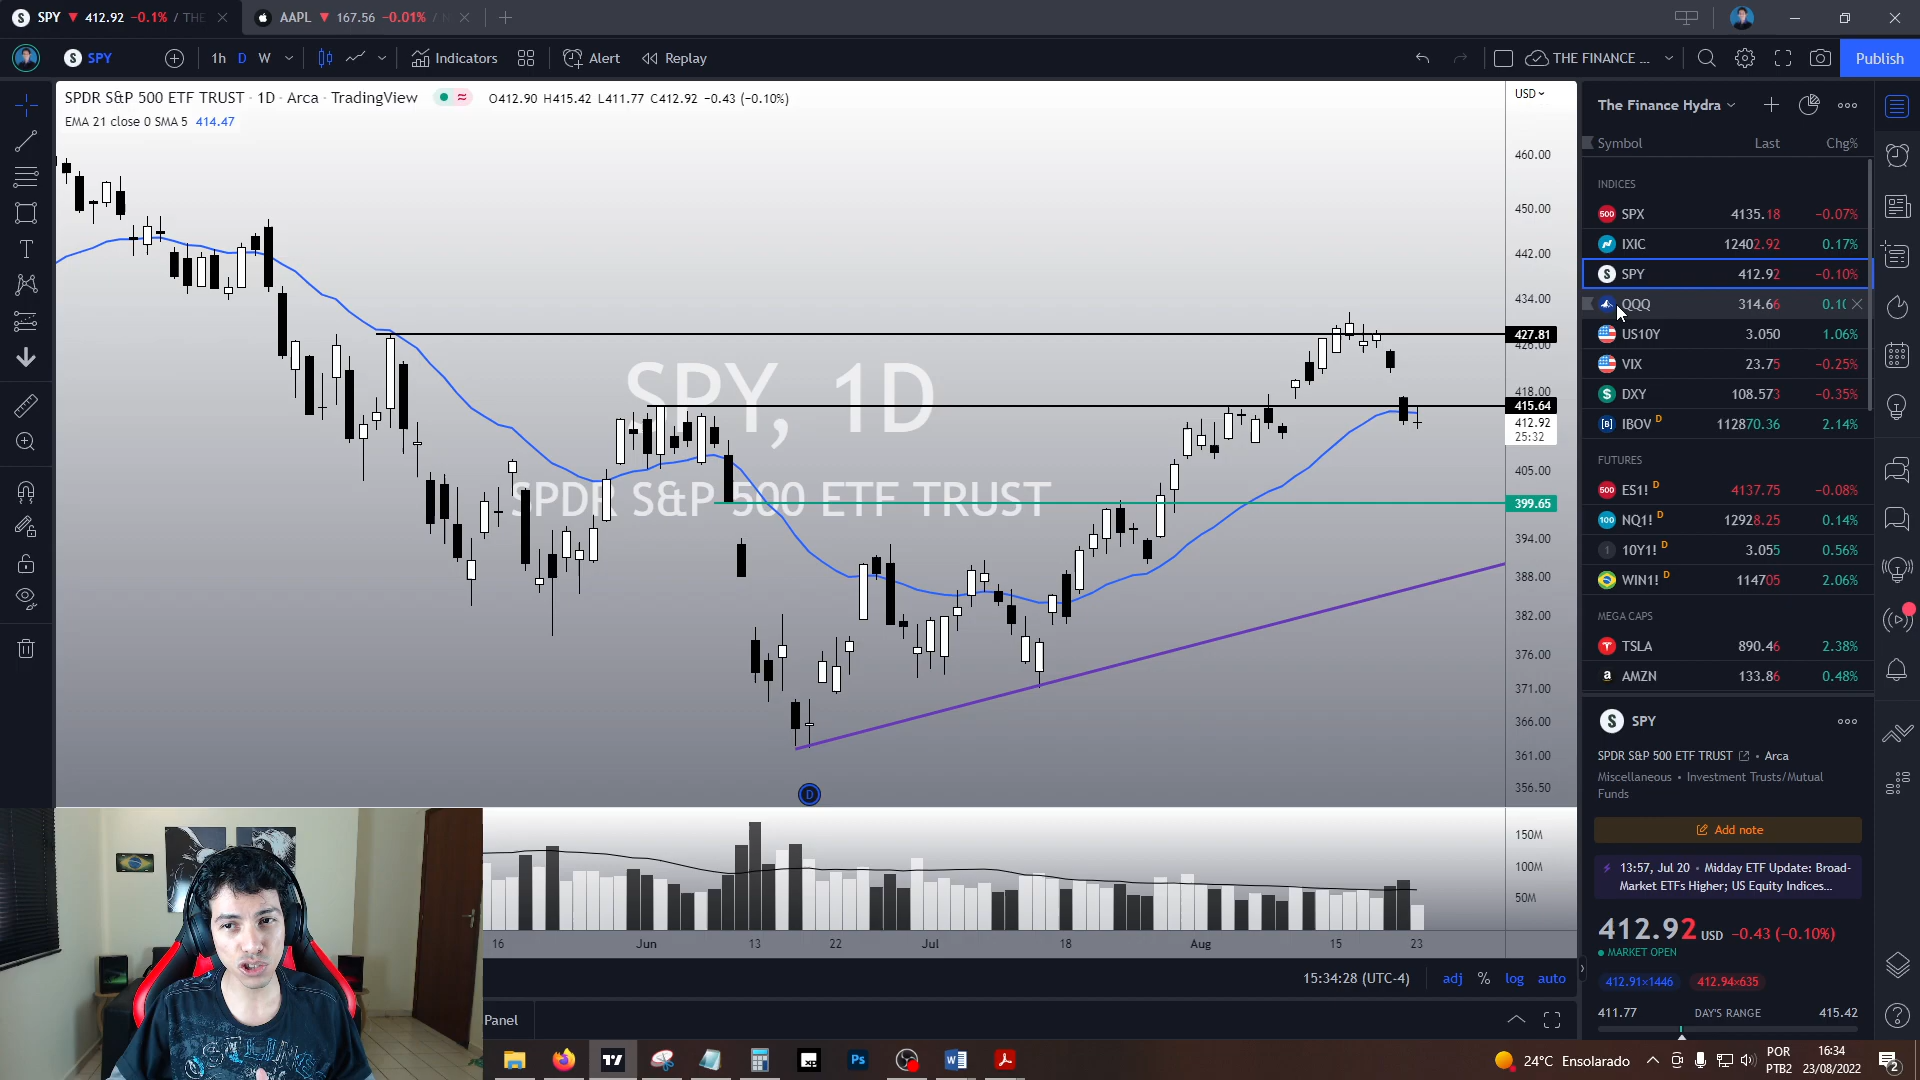 SPY 412.92 −0.1% / THE
AAPL 167.56 −0.01% /
SPY
1h D W
Indicators
Alert
Replay
THE FINANCE ...
Publish
SPDR S&P 500 ETF TRUST · 1D · Arca · TradingView
O412.90 H415.42 L411.77 C412.92 −0.43 (−0.10%)
EMA 21 close 0 SMA 5 414.47
USD
460.00
450.00
442.00
434.00
427.81
426.00
418.00
415.64
412.92
25:32
405.00
399.65
394.00
388.00
382.00
376.00
371.00
366.00
361.00
356.50
SPY, 1D
SPDR S&P 500 ETF TRUST
D
150M
100M
50M
16 Jun 13 22 Jul 18 Aug 15 23
15:34:28 (UTC-4) adj % log auto
Panel
The Finance Hydra
Symbol Last Chg%
INDICES
500 SPX 4135.18 −0.07%
IXIC 12402.92 0.17%
S SPY 412.92 −0.10%
QQQ 314.66 0.10
US10Y 3.050 1.06%
VIX 23.75 −0.25%
$ DXY 108.573 −0.35%
[B] IBOV D 112870.36 2.14%
FUTURES
500 ES1! D 4137.75 −0.08%
100 NQ1! D 12928.25 0.14%
1 10Y1! D 3.055 0.56%
WIN1! D 114705 2.06%
MEGA CAPS
TSLA 890.46 2.38%
a AMZN 133.86 0.48%
S SPY
SPDR S&P 500 ETF TRUST • Arca
Miscellaneous • Investment Trusts/Mutual
Funds
Add note
13:57, Jul 20 • Midday ETF Update: Broad-
Market ETFs Higher; US Equity Indices...
412.92 USD −0.43 (−0.10%)
MARKET OPEN
412.91×1446 412.94×635
411.77 DAY'S RANGE 415.42
24°C Ensolarado
POR
PTB2
16:34
23/08/2022
2